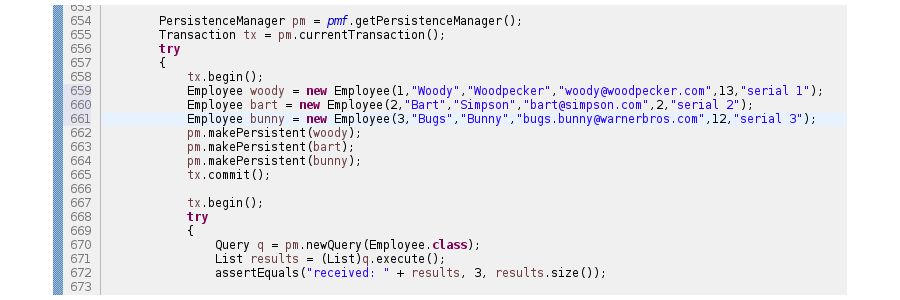 653
654 PersistenceManager pm = pmf.getPersistenceManager();
655 Transaction tx = pm.currentTransaction();
656 try
657 {
658 tx.begin();
659 Employee woody = new Employee(1,"Woody","Woodpecker","woody@woodpecker.com",13,"serial 1");
660 Employee bart = new Employee(2,"Bart","Simpson","bart@simpson.com",2,"serial 2");
661 Employee bunny = new Employee(3,"Bugs","Bunny","bugs.bunny@warnerbros.com",12,"serial 3");
662 pm.makePersistent(woody);
663 pm.makePersistent(bart);
664 pm.makePersistent(bunny);
665 tx.commit();
666
667 tx.begin();
668 try
669 {
670 Query q = pm.newQuery(Employee.class);
671 List results = (List)q.execute();
672 assertEquals("received: " + results, 3, results.size());
673